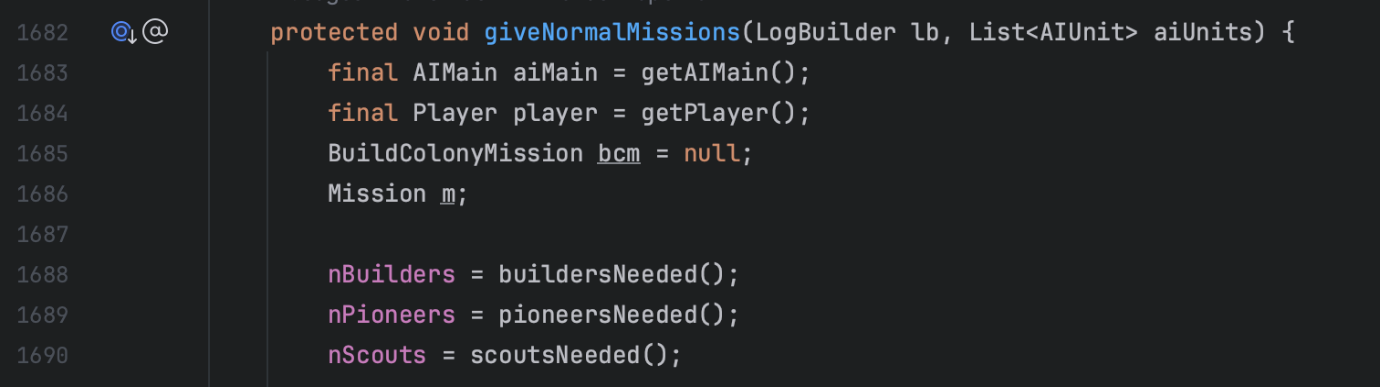 1682 @ protected void giveNormalMissions(LogBuilder lb, List<AIUnit> aiUnits) {
1683 final AIMain aiMain = getAIMain();
1684 final Player player = getPlayer();
1685 BuildColonyMission bcm = null;
1686 Mission m;
1687
1688 nBuilders = buildersNeeded();
1689 nPioneers = pioneersNeeded();
1690 nScouts = scoutsNeeded();